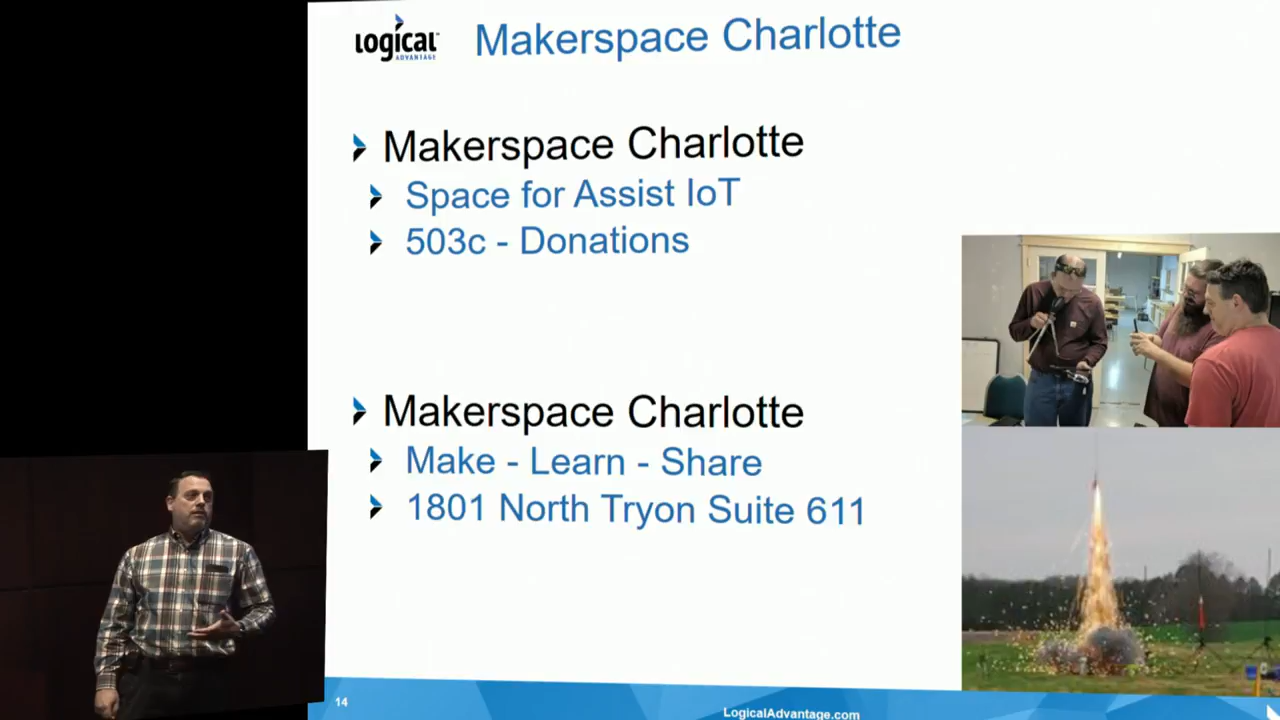 logical
ADVANTAGE
Makerspace Charlotte
Makerspace Charlotte
Space for Assist IoT
503c - Donations
Makerspace Charlotte
Make - Learn - Share
1801 North Tryon Suite 611
14
LogicalAdvantage.com